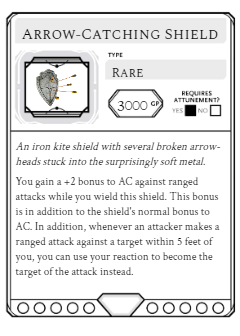 ARROW-CATCHING SHIELD
TYPE
RARE
3000 GP
REQUIRES
ATTUNEMENT?
YES NO
An iron kite shield with several broken arrow-
heads stuck into the surprisingly soft metal.
You gain a +2 bonus to AC against ranged
attacks while you wield this shield. This bonus
is in addition to the shield's normal bonus to
AC. In addition, whenever an attacker makes a
ranged attack against a target within 5 feet of
you, you can use your reaction to become the
target of the attack instead.